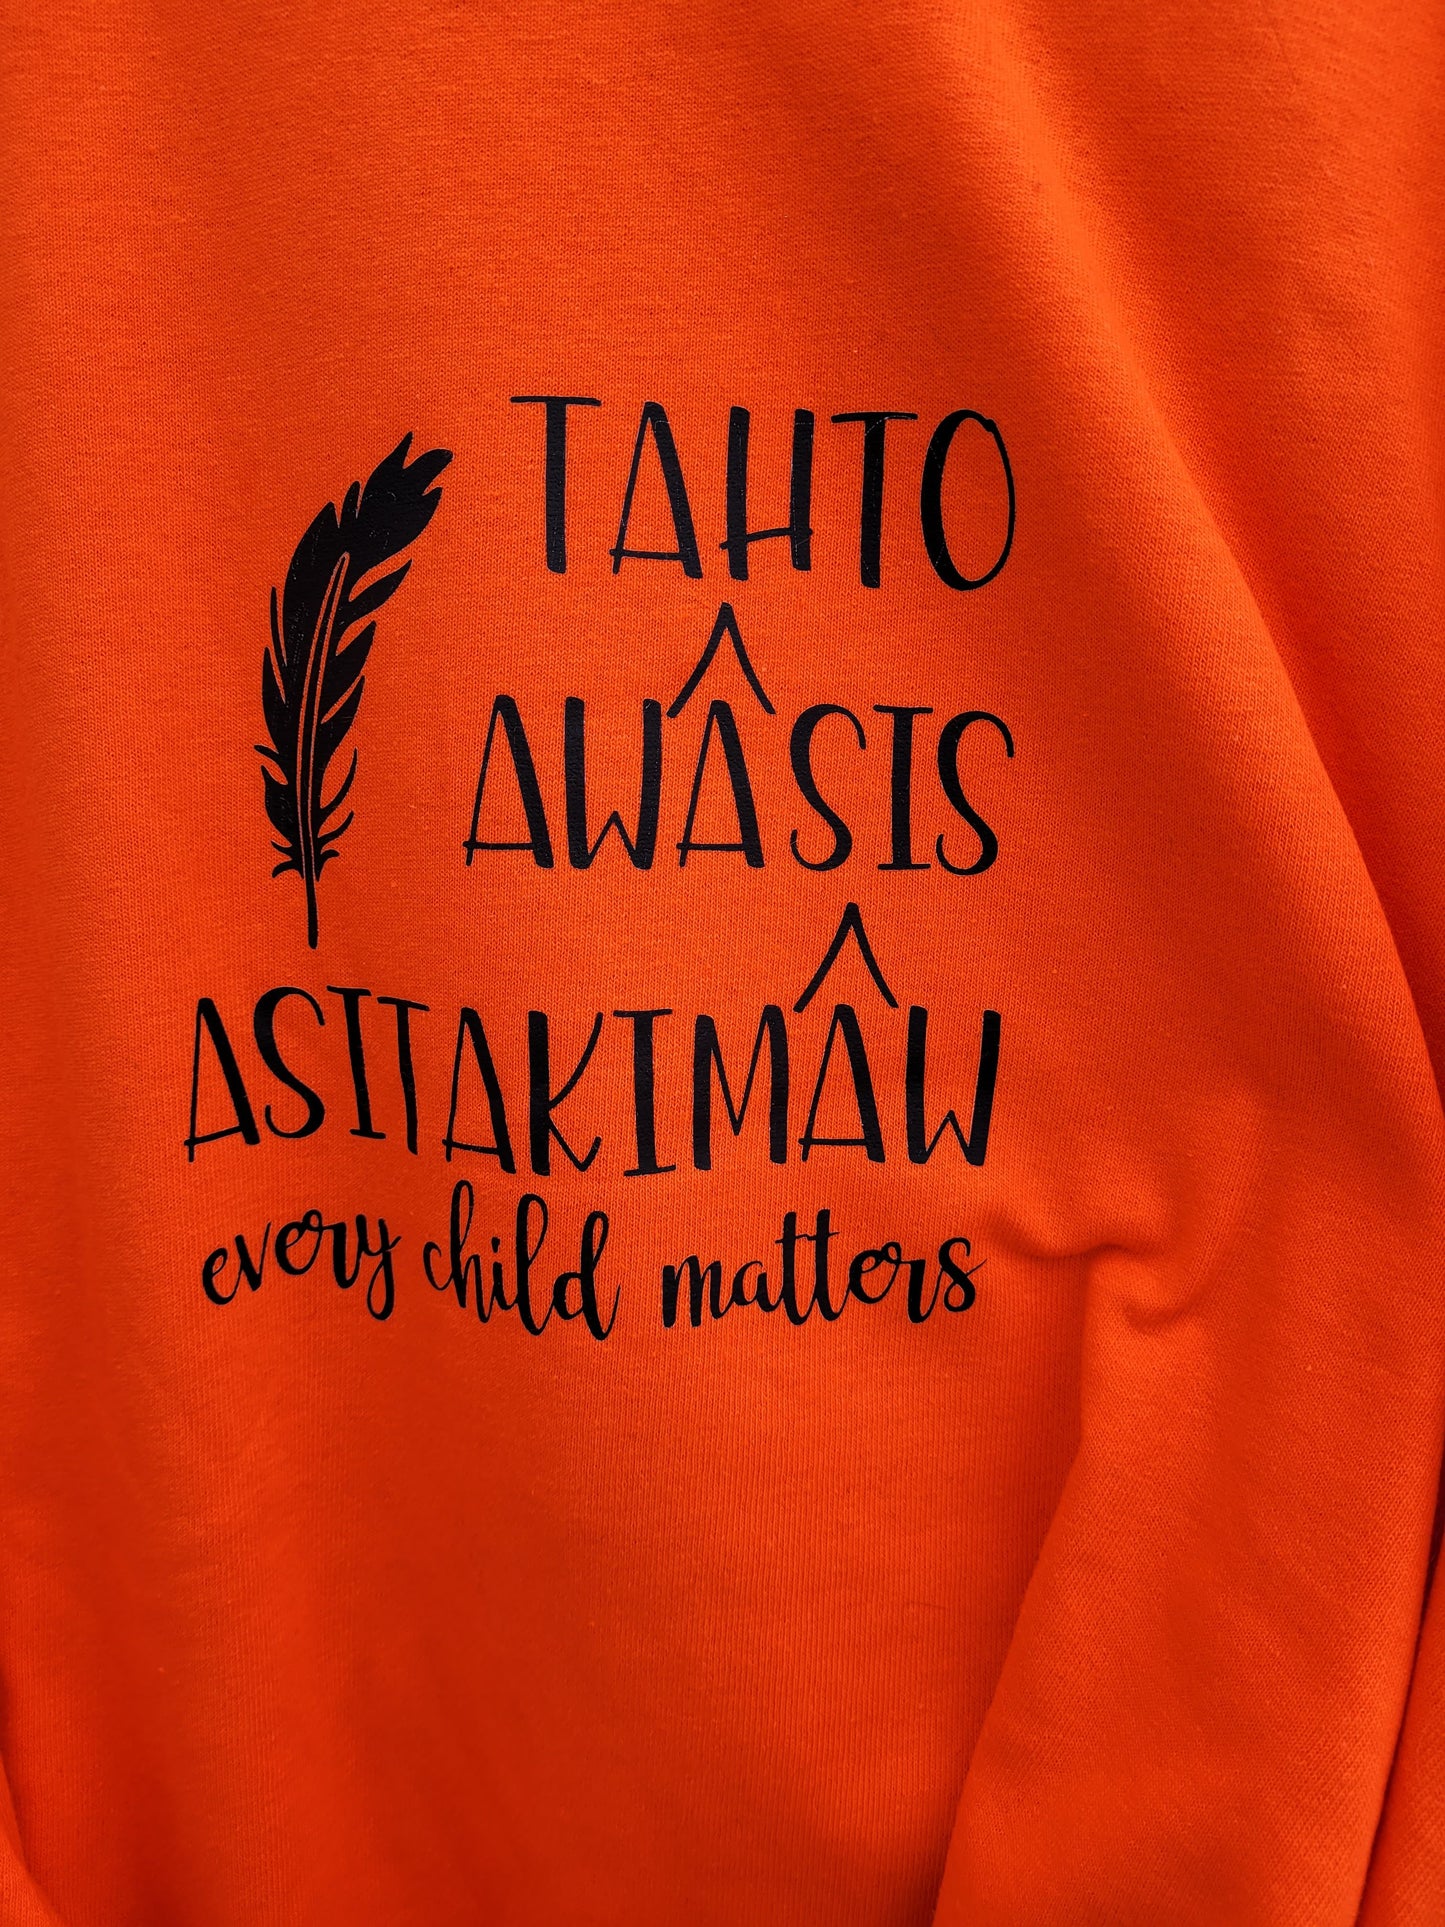 TAHTO
AWÂSIS
ASITAKIMÂW
every child matters